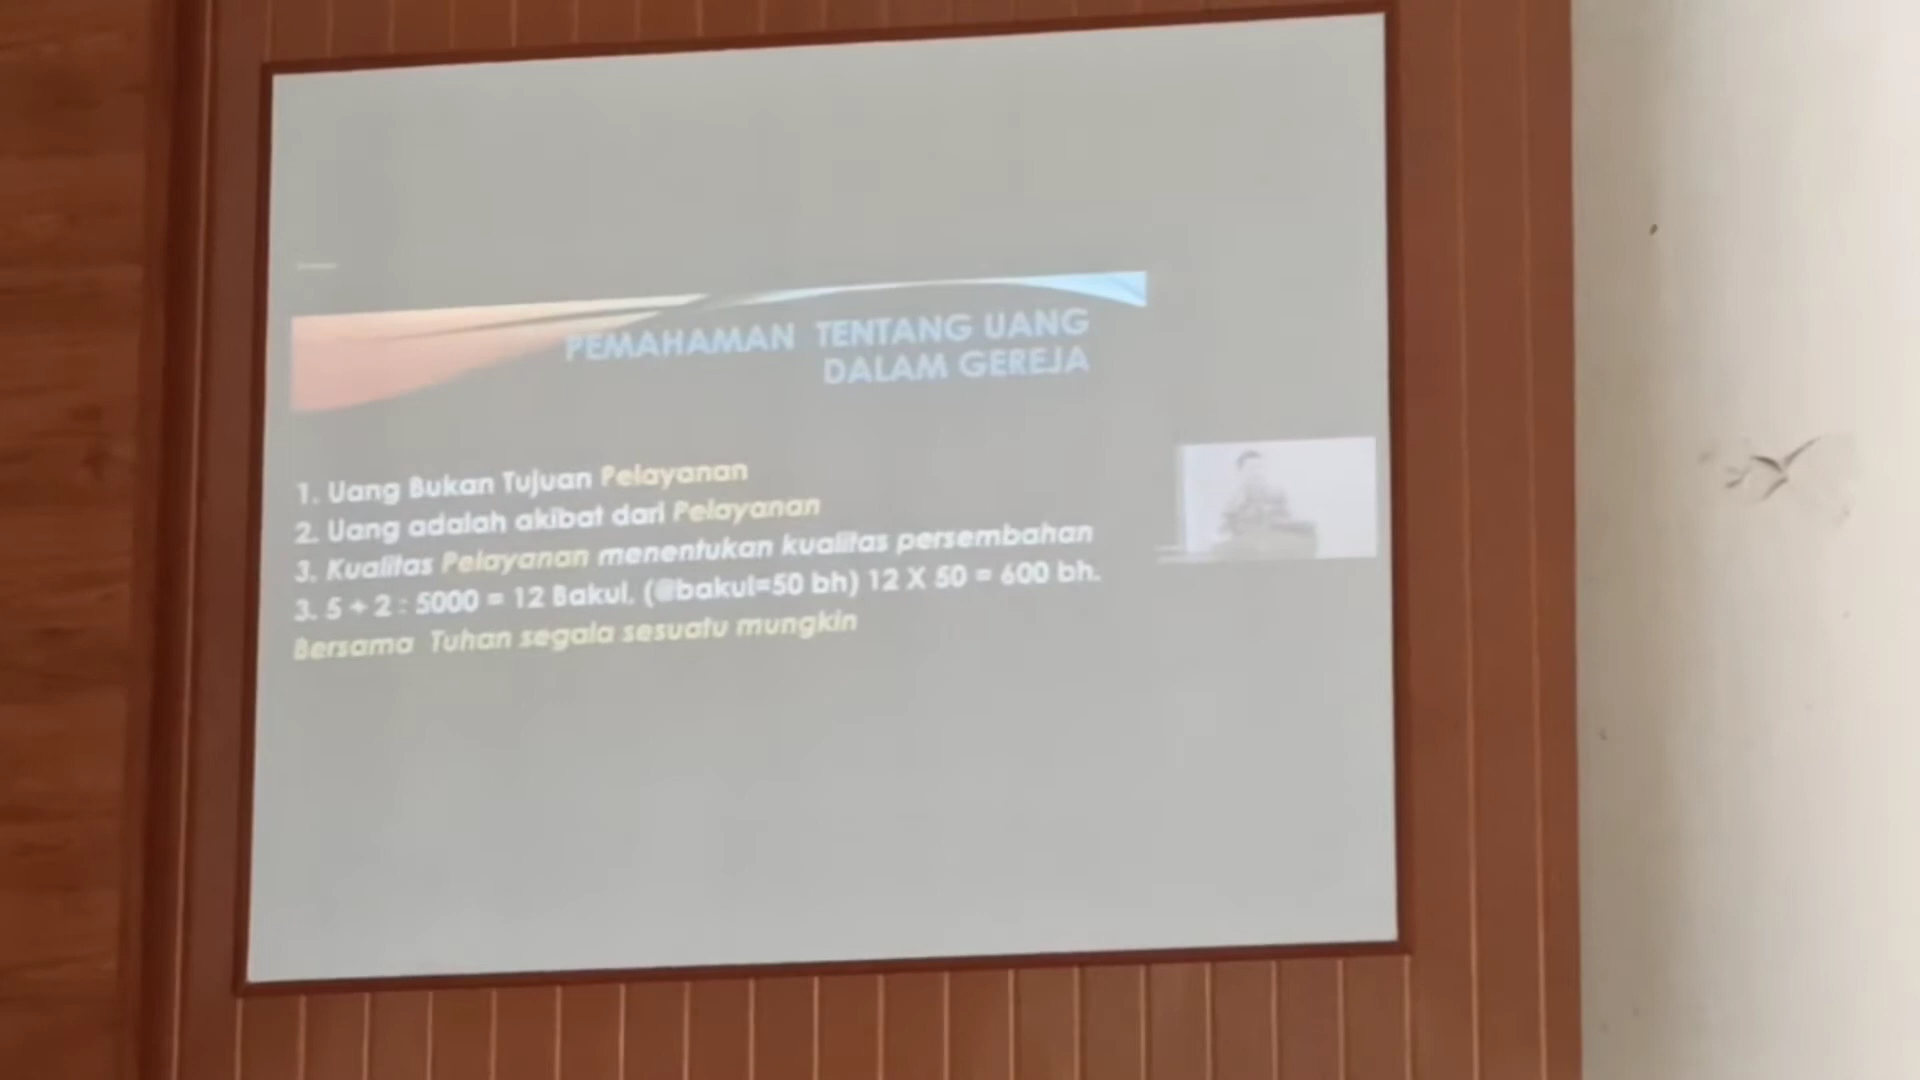 PEMAHAMAN TENTANG UANG
DALAM GEREJA
1. Uang Bukan Tujuan Pelayanan
2. Uang adalah akibat dari Pelayanan
3. Kualitas Pelayanan menentukan kualitas persembahan
3. 5 + 2 : 5000 = 12 Bakul. (@bakul=50 bh) 12 X 50 = 600 bh.
Bersama Tuhan segala sesuatu mungkin